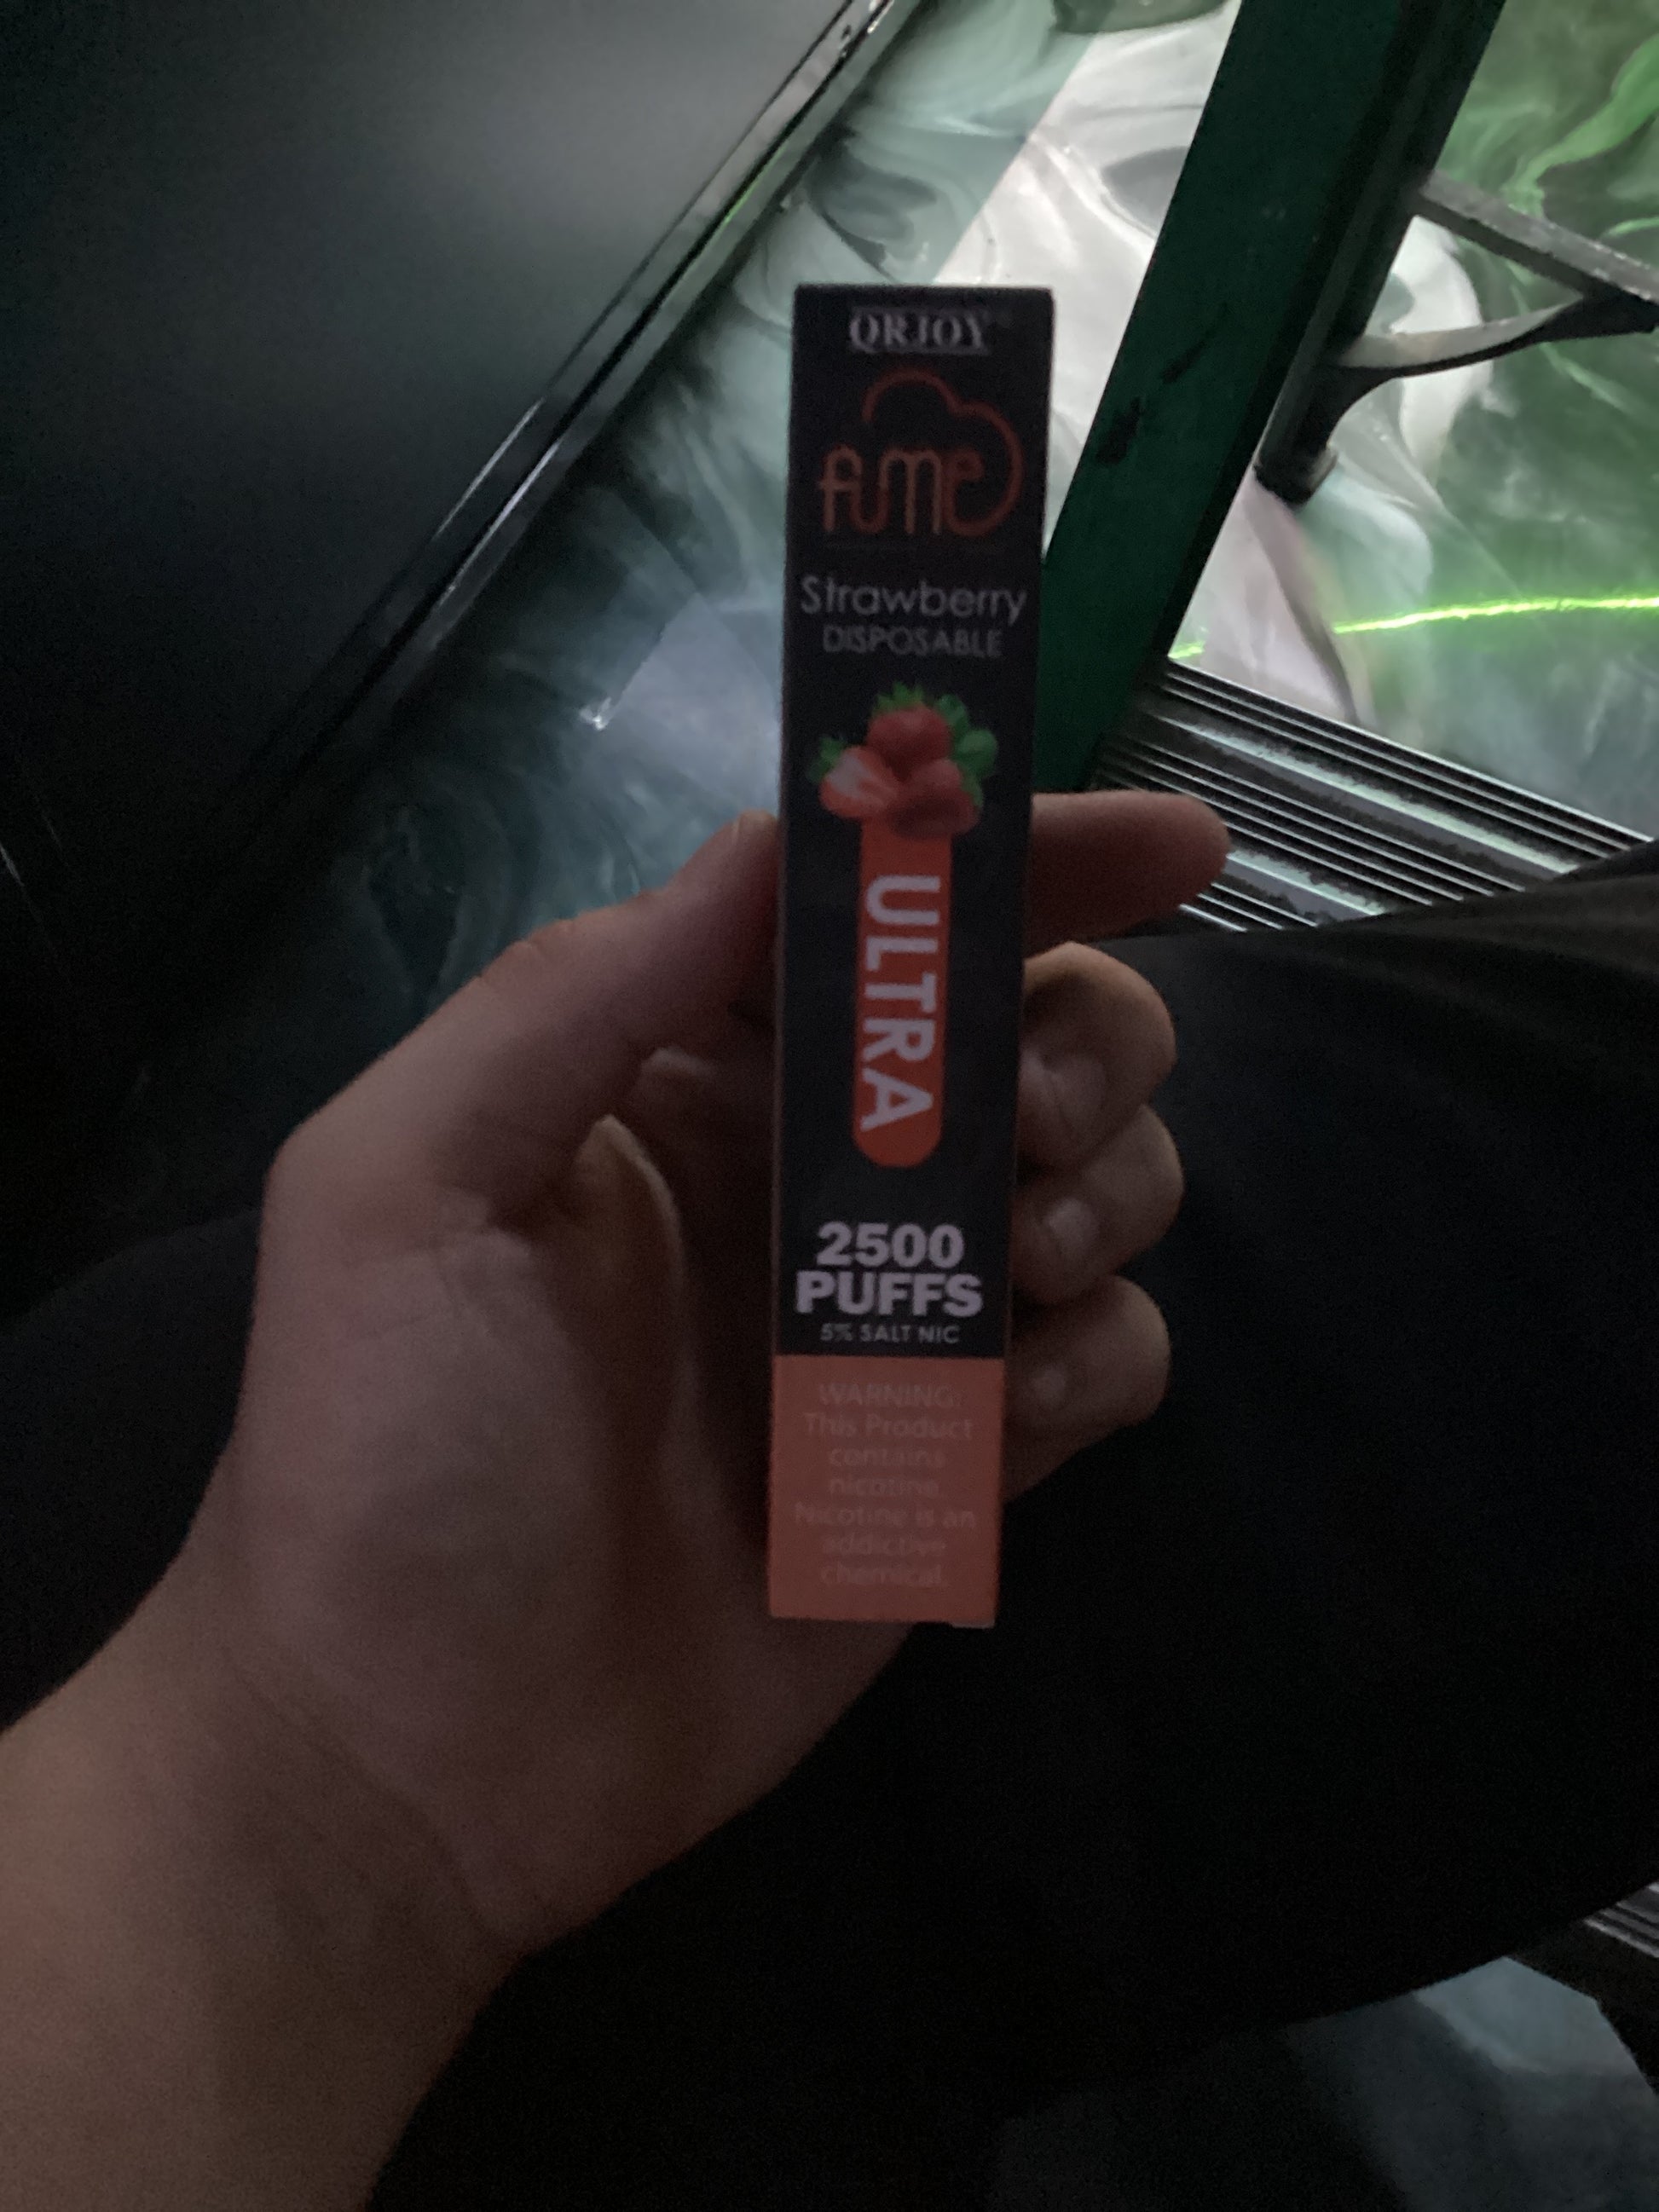 QRJOY
fume
Strawberry
DISPOSABLE
ULTRA
2500
PUFFS
5% SALT NIC
WARNING:
This Product
contains
nicotine.
Nicotine is an
addictive
chemical.